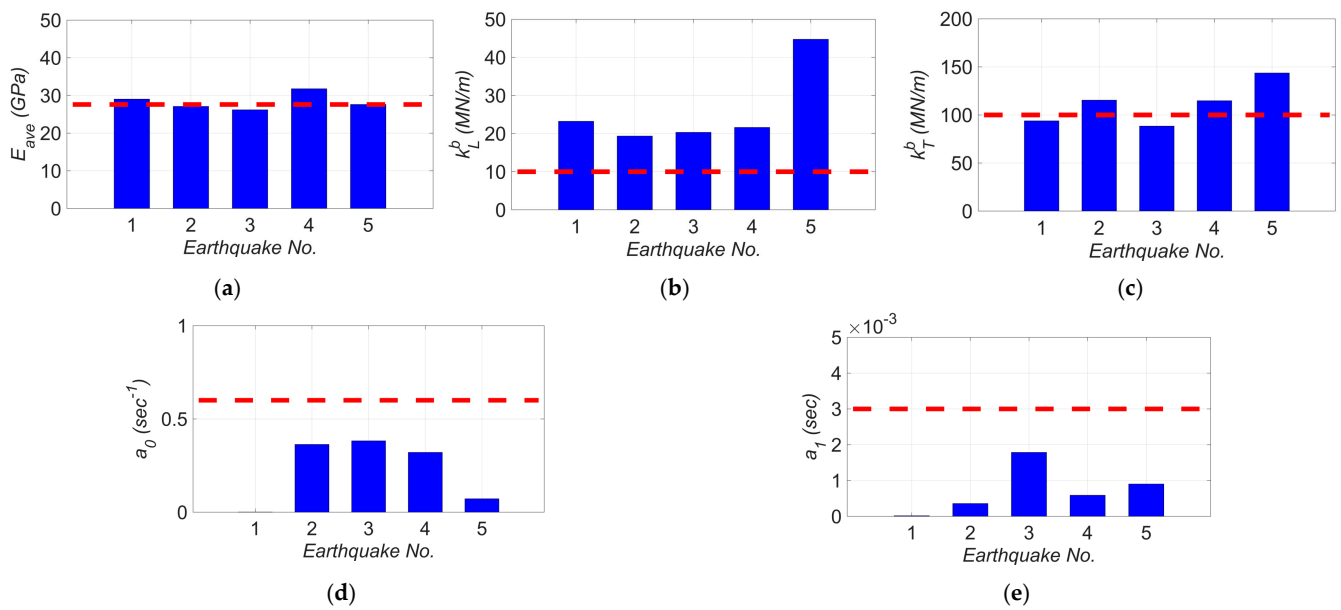 50
40
30
20
10
0
E_ave (GPa)
1 2 3 4 5
Earthquake No.
(a)
50
40
30
20
10
0
k_L^b (MN/m)
1 2 3 4 5
Earthquake No.
(b)
200
150
100
50
0
k_T^b (MN/m)
1 2 3 4 5
Earthquake No.
(c)
1
0.5
0
a_0 (sec^-1)
1 2 3 4 5
Earthquake No.
(d)
×10^-3
5
4
3
2
1
0
a_1 (sec)
1 2 3 4 5
Earthquake No.
(e)